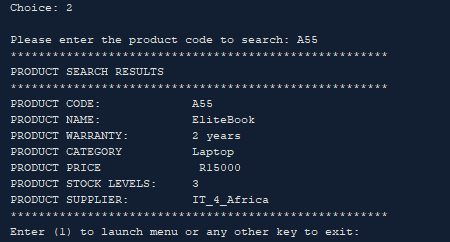 Choice: 2
Please enter the product code to search: A55
******************************************************
PRODUCT SEARCH RESULTS
******************************************************
PRODUCT CODE: A55
PRODUCT NAME: EliteBook
PRODUCT WARRANTY: 2 years
PRODUCT CATEGORY Laptop
PRODUCT PRICE R15000
PRODUCT STOCK LEVELS: 3
PRODUCT SUPPLIER: IT_4_Africa
******************************************************
Enter (1) to launch menu or any other key to exit: